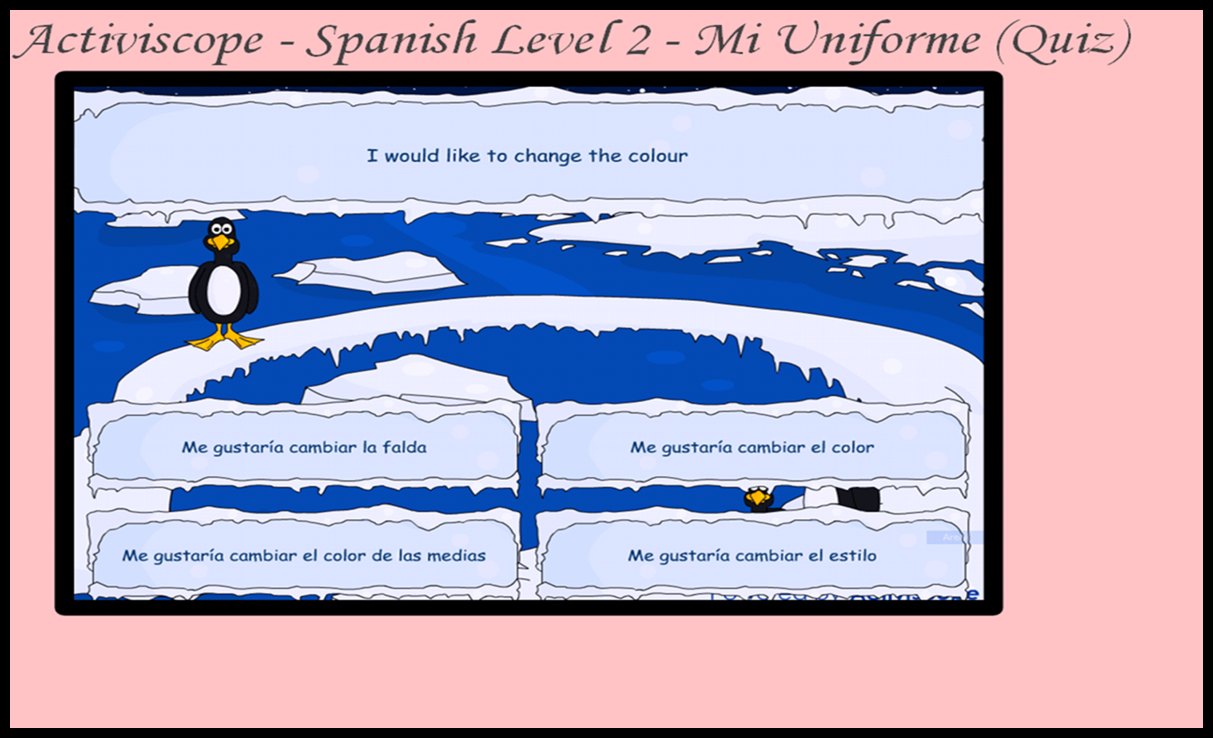 Activiscope - Spanish Level 2 - Mi Uniforme (Quiz)
I would like to change the colour
Me gustaría cambiar la falda
Me gustaría cambiar el color
Me gustaría cambiar el color de las medias
Me gustaría cambiar el estilo